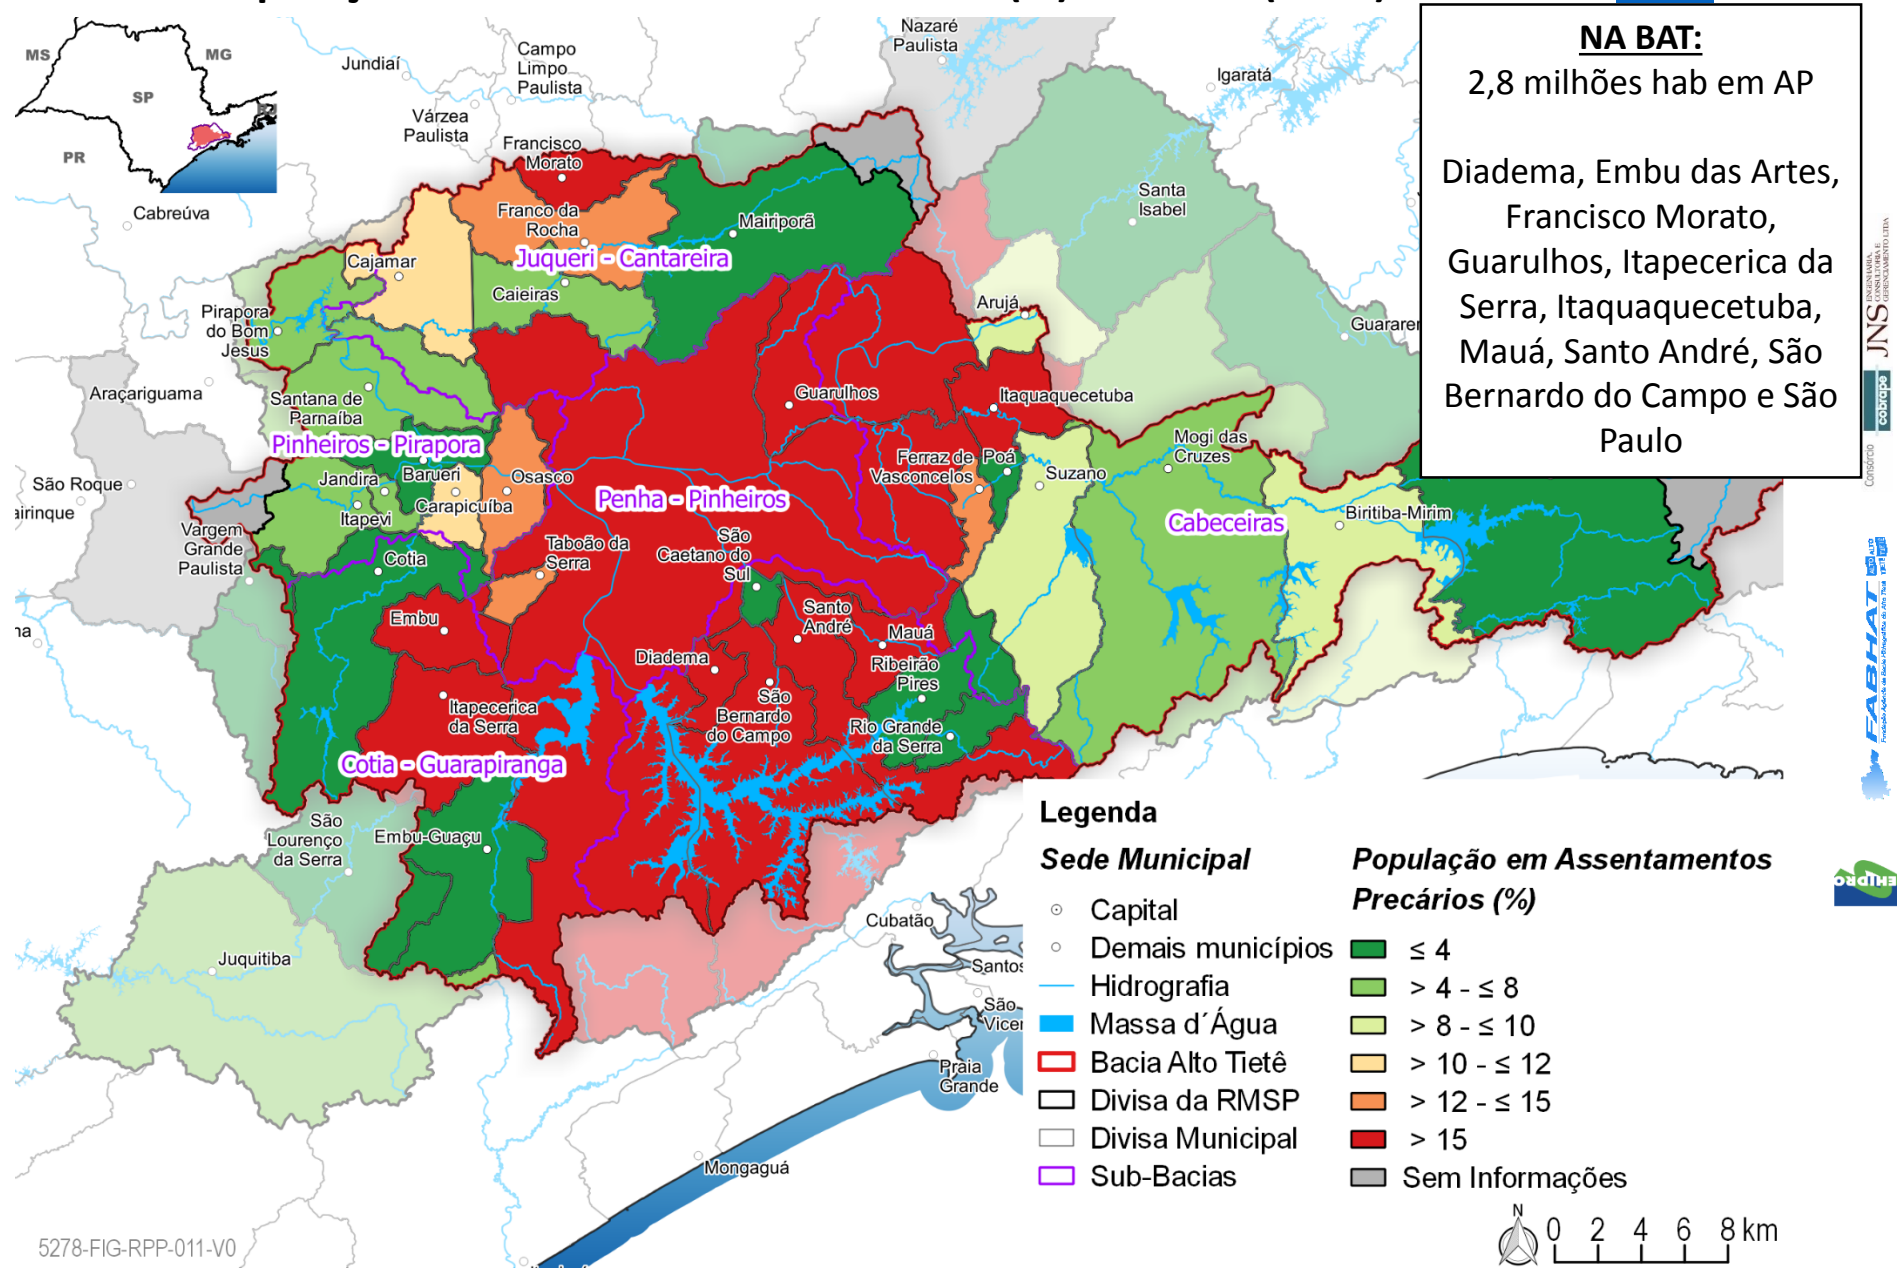 NA BAT:
2,8 milhões hab em AP
Diadema, Embu das Artes,
Francisco Morato,
Guarulhos, Itapecerica da
Serra, Itaquaquecetuba,
Mauá, Santo André, São
Bernardo do Campo e São
Paulo
MS
MG
SP
RJ
PR
Jundiaí
Campo
Limpo
Paulista
Várzea
Paulista
Nazaré
Paulista
Igaratá
Francisco
Morato
Cabreúva
Franco da
Rocha
Mairiporã
Santa
Isabel
Juqueri - Cantareira
Cajamar
Caieiras
Arujá
Pirapora
do Bom
Jesus
Araçariguama
Santana de
Parnaíba
Guarulhos
Itaquaquecetuba
Pinheiros - Pirapora
Mogi das
Cruzes
São Roque
Jandira
Barueri
Osasco
Ferraz de
Vasconcelos
Poá
Suzano
Itapevi
Carapicuíba
Penha - Pinheiros
Cabeceiras
Biritiba-Mirim
Vargem
Grande
Paulista
Cotia
Taboão da
Serra
São
Caetano do
Sul
Embu
Santo
André
Mauá
Diadema
Ribeirão
Pires
Itapecerica
da Serra
São
Bernardo
do Campo
Rio Grande
da Serra
Cotia - Guarapiranga
São
Lourenço
da Serra
Embu-Guaçu
Juquitiba
Cubatão
Santos
São
Praia
Grande
Mongaguá
Legenda
Sede Municipal
Capital
Demais municípios
Hidrografia
Massa d´Água
Bacia Alto Tietê
Divisa da RMSP
Divisa Municipal
Sub-Bacias
População em Assentamentos
Precários (%)
≤ 4
> 4 - ≤ 8
> 8 - ≤ 10
> 10 - ≤ 12
> 12 - ≤ 15
> 15
Sem Informações
N
0 2 4 6 8 km
5278-FIG-RPP-011-V0
JNS
ENGENHARIA,
CONSULTORIA E
GERENCIAMENTO LTDA
cobrape
Consórcio
FABHAT
ALTO TIETÊ